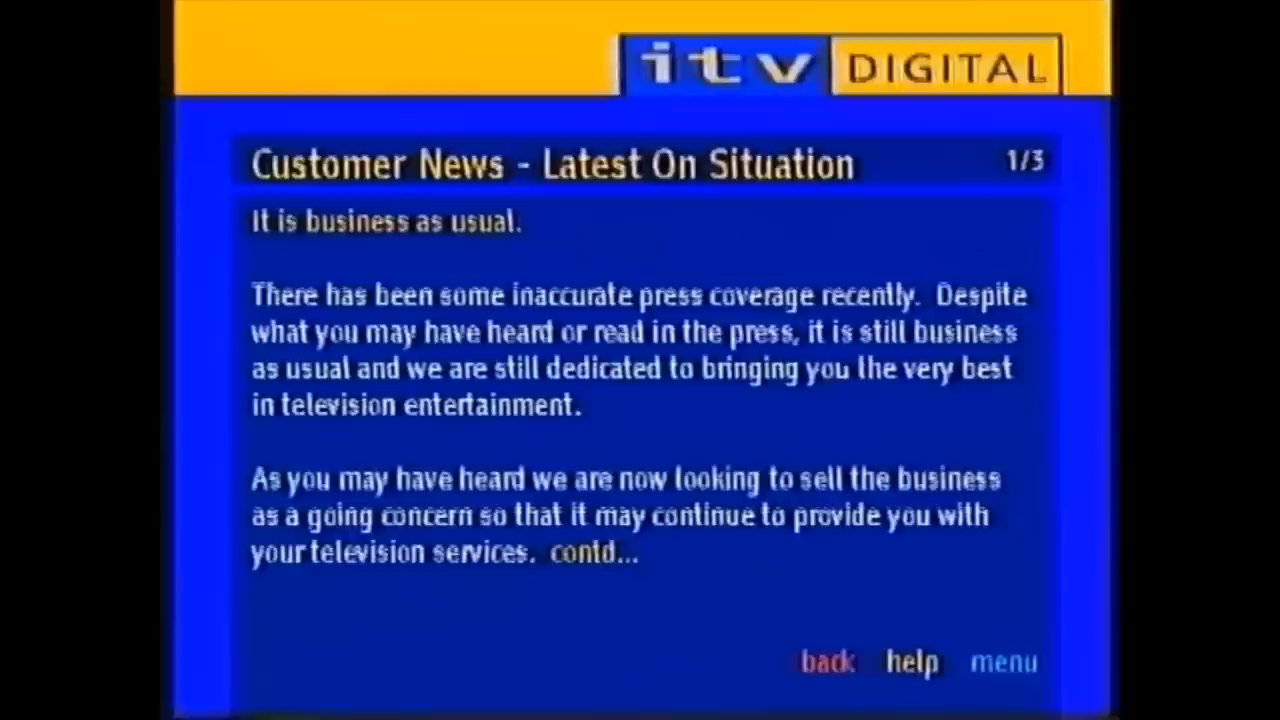 itv DIGITAL
Customer News - Latest On Situation 1/3
It is business as usual.
There has been some inaccurate press coverage recently. Despite
what you may have heard or read in the press, it is still business
as usual and we are still dedicated to bringing you the very best
in television entertainment.
As you may have heard we are now looking to sell the business
as a going concern so that it may continue to provide you with
your television services. contd...
back help menu